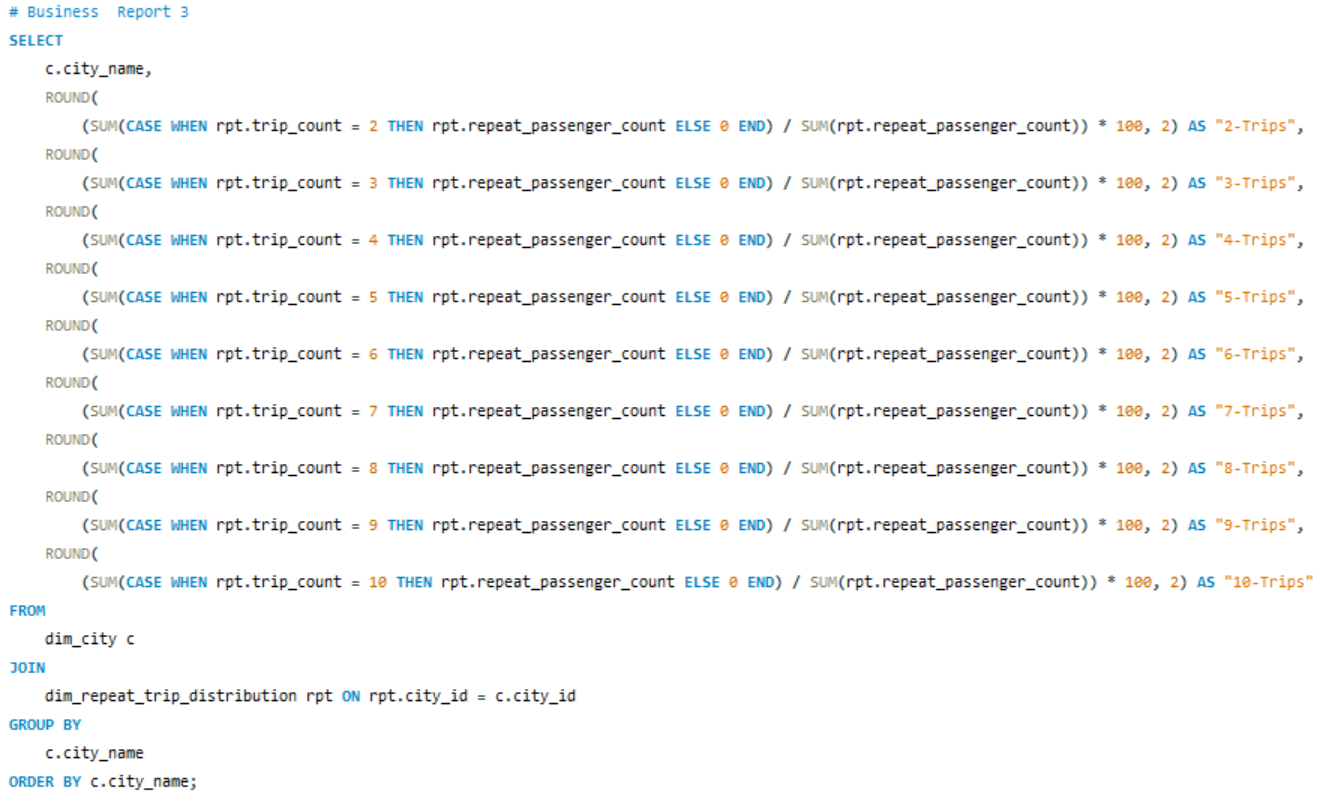 # Business  Report 3
SELECT
    c.city_name,
    ROUND(
        (SUM(CASE WHEN rpt.trip_count = 2 THEN rpt.repeat_passenger_count ELSE 0 END) / SUM(rpt.repeat_passenger_count)) * 100, 2) AS "2-Trips",
    ROUND(
        (SUM(CASE WHEN rpt.trip_count = 3 THEN rpt.repeat_passenger_count ELSE 0 END) / SUM(rpt.repeat_passenger_count)) * 100, 2) AS "3-Trips",
    ROUND(
        (SUM(CASE WHEN rpt.trip_count = 4 THEN rpt.repeat_passenger_count ELSE 0 END) / SUM(rpt.repeat_passenger_count)) * 100, 2) AS "4-Trips",
    ROUND(
        (SUM(CASE WHEN rpt.trip_count = 5 THEN rpt.repeat_passenger_count ELSE 0 END) / SUM(rpt.repeat_passenger_count)) * 100, 2) AS "5-Trips",
    ROUND(
        (SUM(CASE WHEN rpt.trip_count = 6 THEN rpt.repeat_passenger_count ELSE 0 END) / SUM(rpt.repeat_passenger_count)) * 100, 2) AS "6-Trips",
    ROUND(
        (SUM(CASE WHEN rpt.trip_count = 7 THEN rpt.repeat_passenger_count ELSE 0 END) / SUM(rpt.repeat_passenger_count)) * 100, 2) AS "7-Trips",
    ROUND(
        (SUM(CASE WHEN rpt.trip_count = 8 THEN rpt.repeat_passenger_count ELSE 0 END) / SUM(rpt.repeat_passenger_count)) * 100, 2) AS "8-Trips",
    ROUND(
        (SUM(CASE WHEN rpt.trip_count = 9 THEN rpt.repeat_passenger_count ELSE 0 END) / SUM(rpt.repeat_passenger_count)) * 100, 2) AS "9-Trips",
    ROUND(
        (SUM(CASE WHEN rpt.trip_count = 10 THEN rpt.repeat_passenger_count ELSE 0 END) / SUM(rpt.repeat_passenger_count)) * 100, 2) AS "10-Trips"
FROM
    dim_city c
JOIN
    dim_repeat_trip_distribution rpt ON rpt.city_id = c.city_id
GROUP BY
    c.city_name
ORDER BY c.city_name;